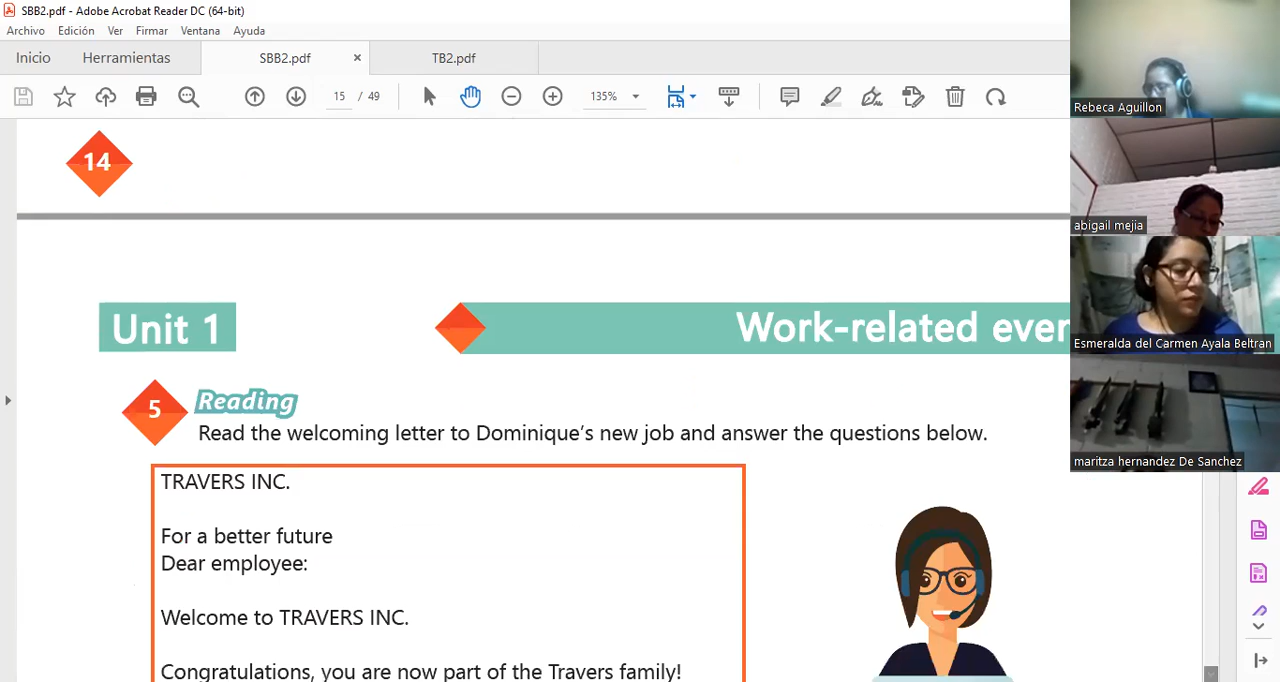 SBB2.pdf - Adobe Acrobat Reader DC (64-bit)
Archivo Edición Ver Firmar Ventana Ayuda
Inicio Herramientas SBB2.pdf × TB2.pdf
15 / 49 135%
14
Unit 1 Work-related ever
5 Reading
Read the welcoming letter to Dominique's new job and answer the questions below.
TRAVERS INC.
For a better future
Dear employee:
Welcome to TRAVERS INC.
Congratulations, you are now part of the Travers family!
Rebeca Aguillon
abigail mejia
Esmeralda del Carmen Ayala Beltran
maritza hernandez De Sanchez